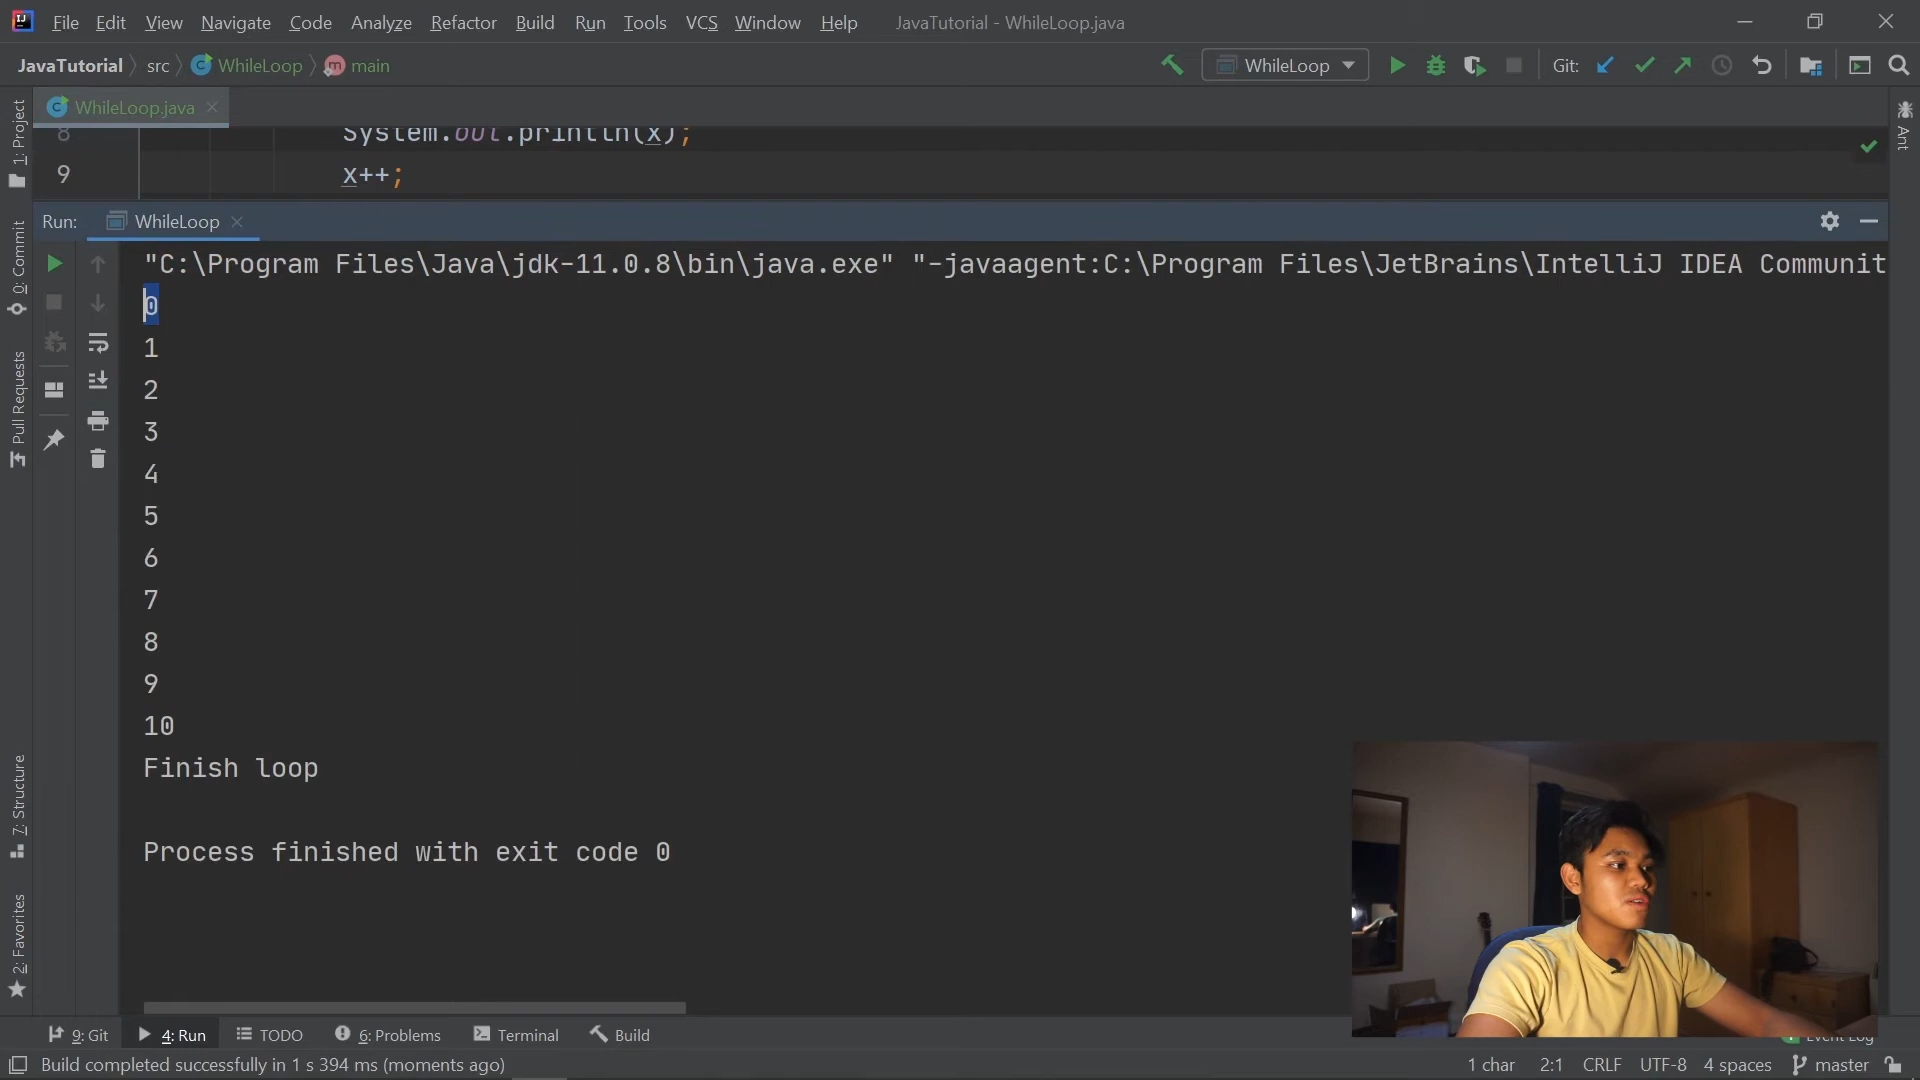 File Edit View Navigate Code Analyze Refactor Build Run Tools VCS Window Help JavaTutorial - WhileLoop.java
JavaTutorial src WhileLoop main WhileLoop Git:
1: Project
WhileLoop.java
8 System.out.println(x);
9 x++;
Ant
Run: WhileLoop
0: Commit
"C:\Program Files\Java\jdk-11.0.8\bin\java.exe" "-javaagent:C:\Program Files\JetBrains\IntelliJ IDEA Communit
0
1
2
3
4
5
6
7
8
9
10
Finish loop
Process finished with exit code 0
Pull Requests
7: Structure
2: Favorites
9: Git 4: Run TODO 6: Problems Terminal Build Event Log
Build completed successfully in 1 s 394 ms (moments ago) 1 char 2:1 CRLF UTF-8 4 spaces master